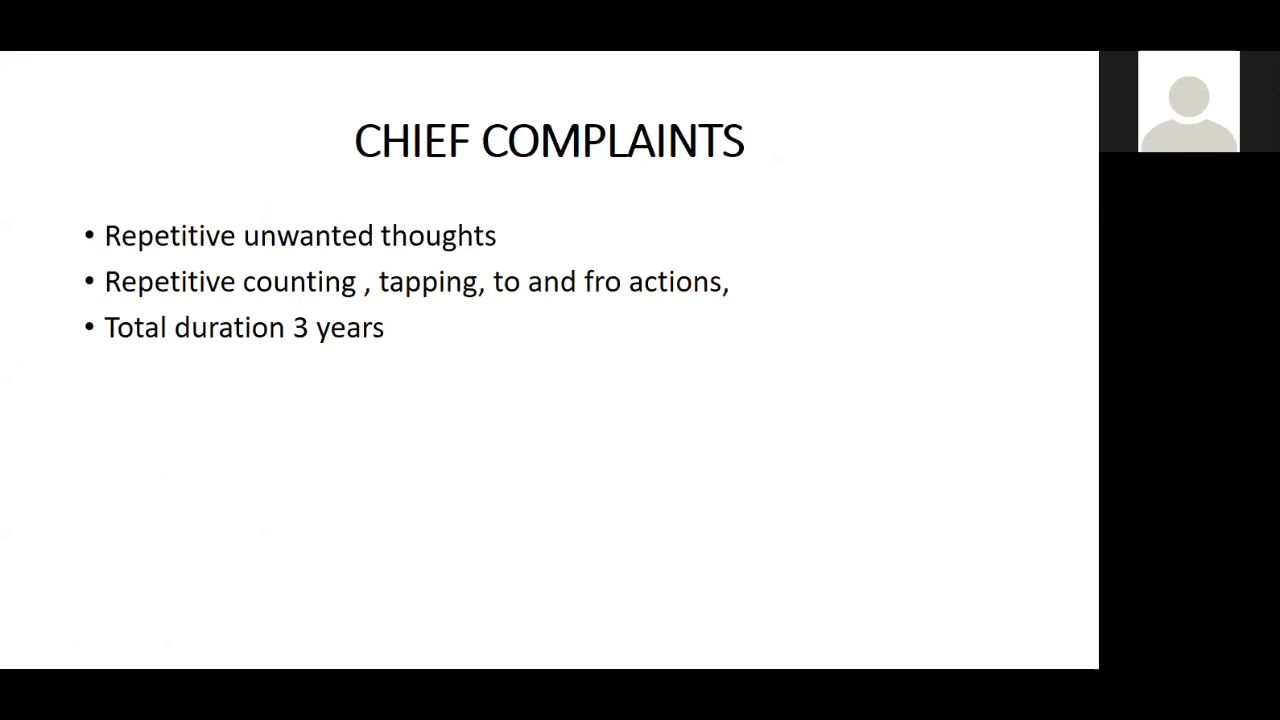 CHIEF COMPLAINTS
• Repetitive unwanted thoughts
• Repetitive counting , tapping, to and fro actions,
• Total duration 3 years